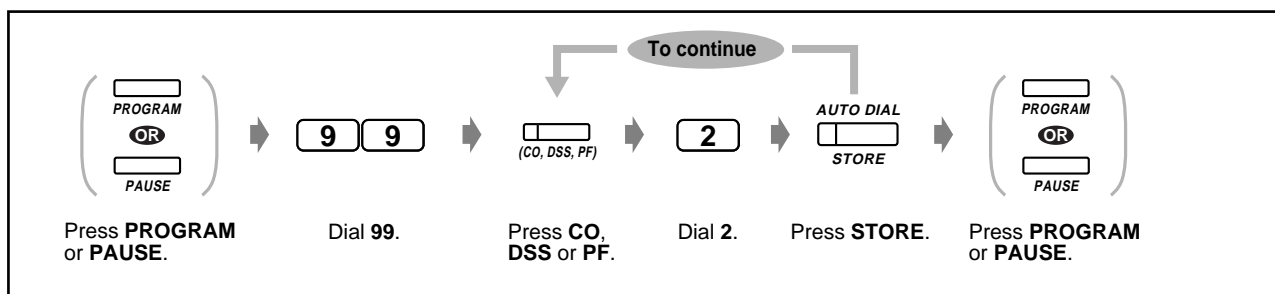 To continue
PROGRAM
OR
PAUSE
9 9
(CO, DSS, PF)
2
AUTO DIAL
STORE
PROGRAM
OR
PAUSE
Press PROGRAM
or PAUSE.
Dial 99.
Press CO,
DSS or PF.
Dial 2.
Press STORE.
Press PROGRAM
or PAUSE.